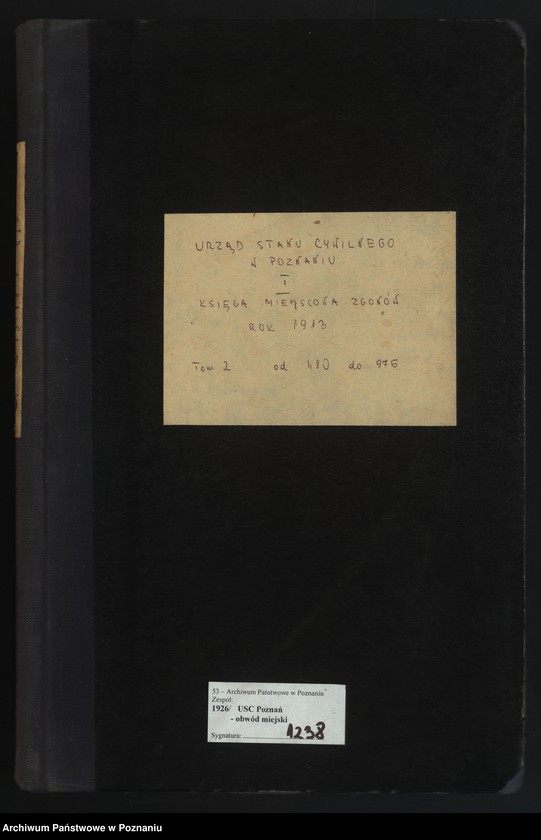 URZĄD STANU CYWILNEGO
W POZNANIU
I
KSIĘGA MIEJSCOWA ZGONÓW
ROK 1913
Tom 2 od 480 do 975
53 – Archiwum Państwowe w Poznaniu
Zespół:
1926/ USC Poznań
- obwód miejski
Sygnatura: 1238
Archiwum Państwowe w Poznaniu